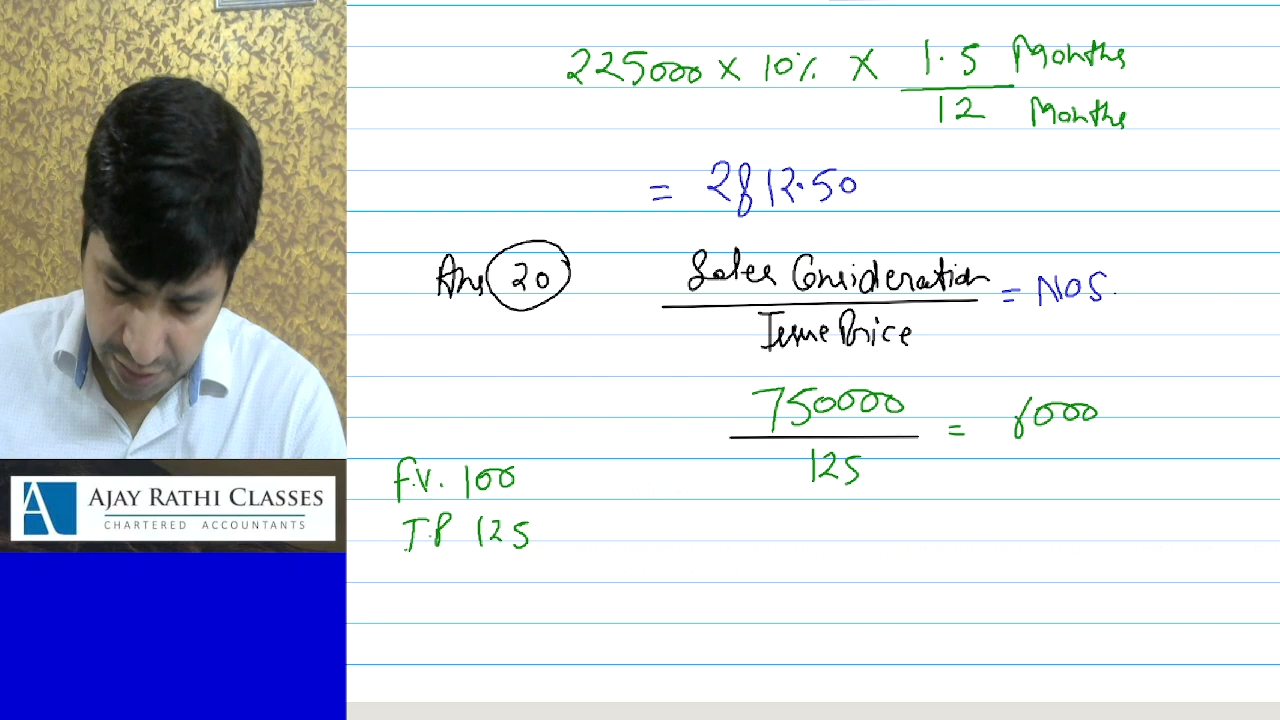 225000 × 10% × 1.5 Months
12 Months
= 2812.50
Ans 20 Sales Consideration = NOS.
Issue Price
750000 = 6000
125
F.V. 100
I.P 125
AJAY RATHI CLASSES
CHARTERED ACCOUNTANTS